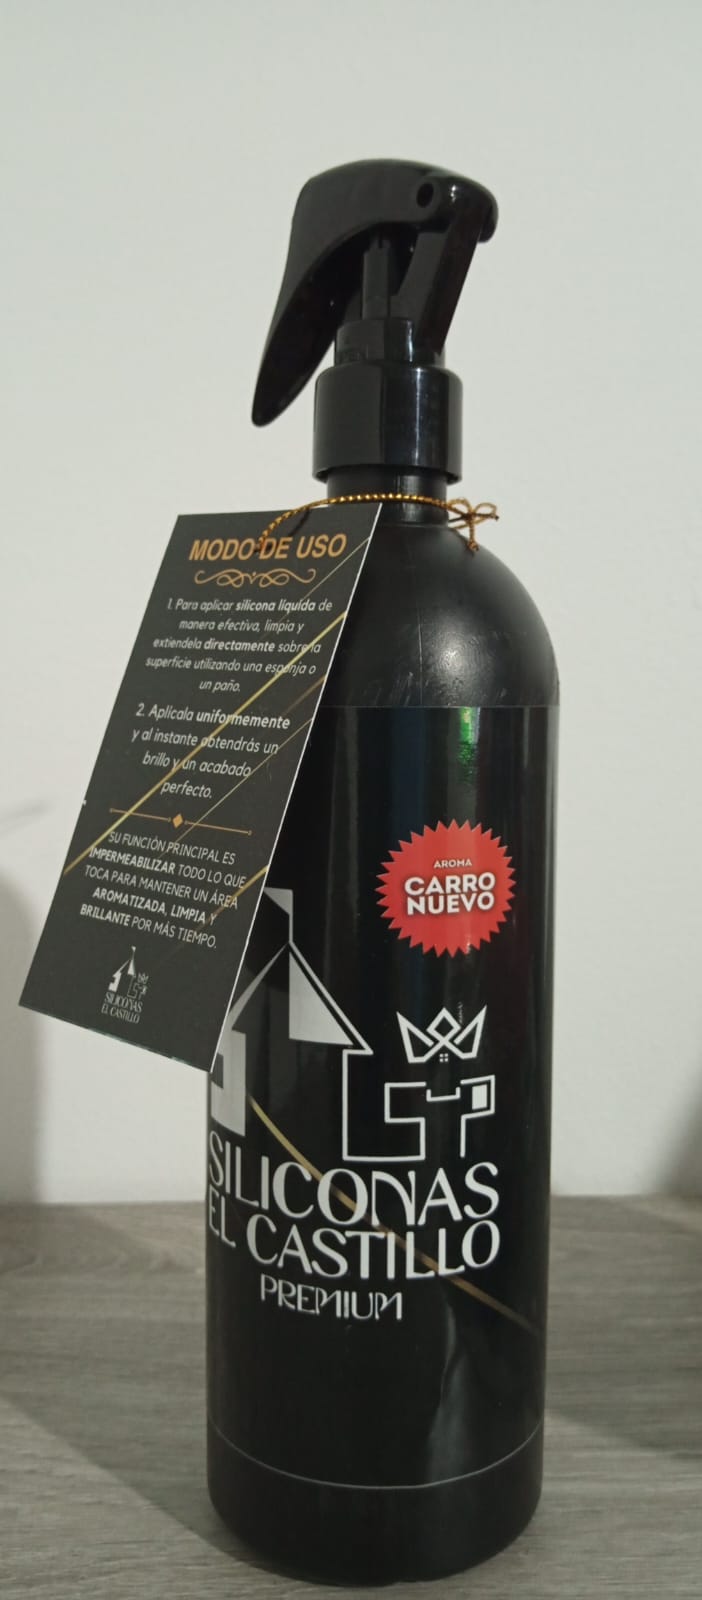 MODO DE USO
1. Para aplicar silicona líquida de
manera efectiva, limpia y
extiendela directamente sobre la
superficie utilizando una esponja o
un paño.
2. Aplícala uniformemente
y al instante obtendrás un
brillo y un acabado
perfecto.
SU FUNCIÓN PRINCIPAL ES
IMPERMEABILIZAR TODO LO QUE
TOCA PARA MANTENER UN ÁREA
AROMATIZADA, LIMPIA Y
BRILLANTE POR MÁS TIEMPO.
SILICONAS
EL CASTILLO
AROMA
CARRO
NUEVO
SILICONAS
EL CASTILLO
PREMIUM